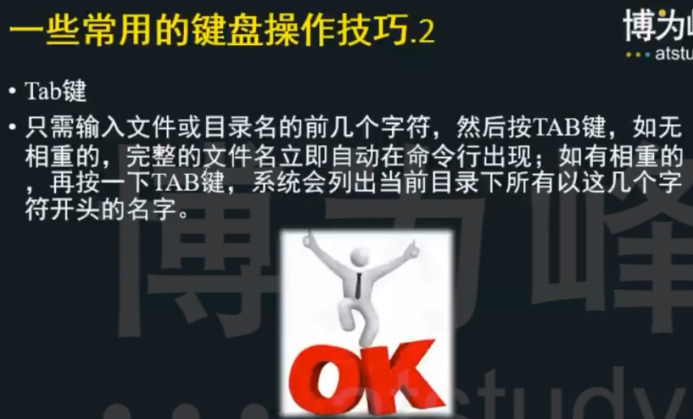 一些常用的键盘操作技巧.2
博为峰
atstudy
• Tab键
• 只需输入文件或目录名的前几个字符，然后按TAB键，如无
相重的，完整的文件名立即自动在命令行出现；如有相重的
，再按一下TAB键，系统会列出当前目录下所有以这几个字
符开头的名字。
博为峰
OK
atstudy